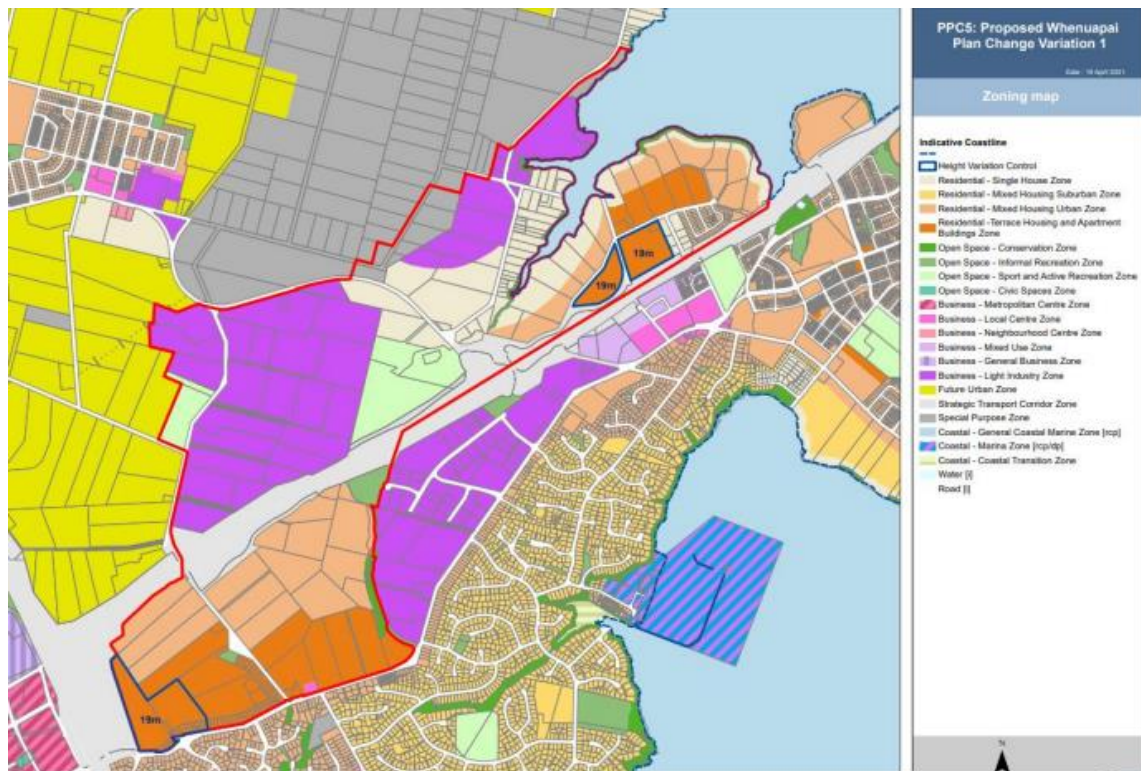 PPC5: Proposed Whenuapai
Plan Change Variation 1
Zoning map
Indicative Coastline
Height Variation Control
Residential - Single House Zone
Residential - Mixed Housing Suburban Zone
Residential - Mixed Housing Urban Zone
Residential -Terrace Housing and Apartment
Buildings Zone
Open Space - Conservation Zone
Open Space - Informal Recreation Zone
Open Space - Sport and Active Recreation Zone
Open Space - Civic Spaces Zone
Business - Metropolitan Centre Zone
Business - Local Centre Zone
Business - Neighbourhood Centre Zone
Business - Mixed Use Zone
Business - General Business Zone
Business - Light Industry Zone
Future Urban Zone
Strategic Transport Corridor Zone
Special Purpose Zone
Coastal - General Coastal Marine Zone [rcp]
Coastal - Marina Zone [rcp/dp]
Coastal - Coastal Transition Zone
Water [i]
Road [i]
19m
19m
19m
N